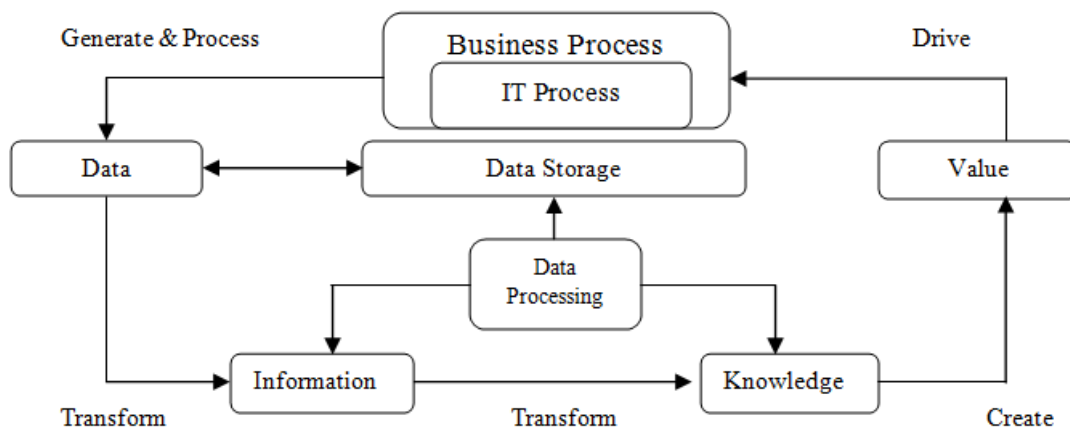 Generate & Process
Business Process
Drive
IT Process
Data
Data Storage
Value
Data
Processing
Information
Knowledge
Transform
Transform
Create